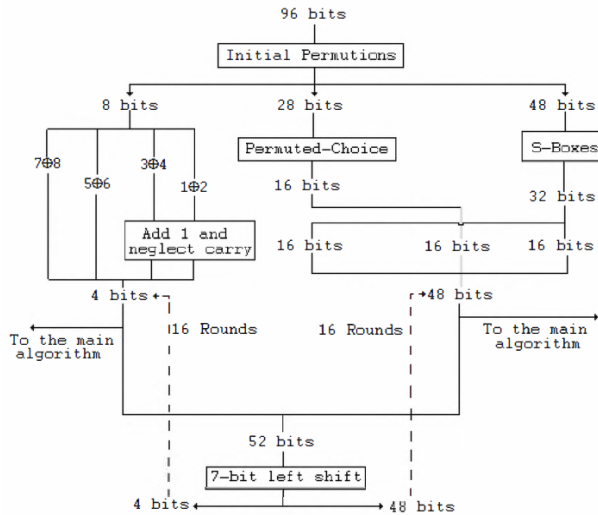 96 bits
Initial Permutions
8 bits 28 bits 48 bits
7⊕8 5⊕6 3⊕4 1⊕2
Permuted-Choice
S-Boxes
16 bits
32 bits
Add 1 and
neglect carry
16 bits 16 bits 16 bits
4 bits 48 bits
To the main
algorithm
16 Rounds
16 Rounds
To the main
algorithm
52 bits
7-bit left shift
4 bits 48 bits